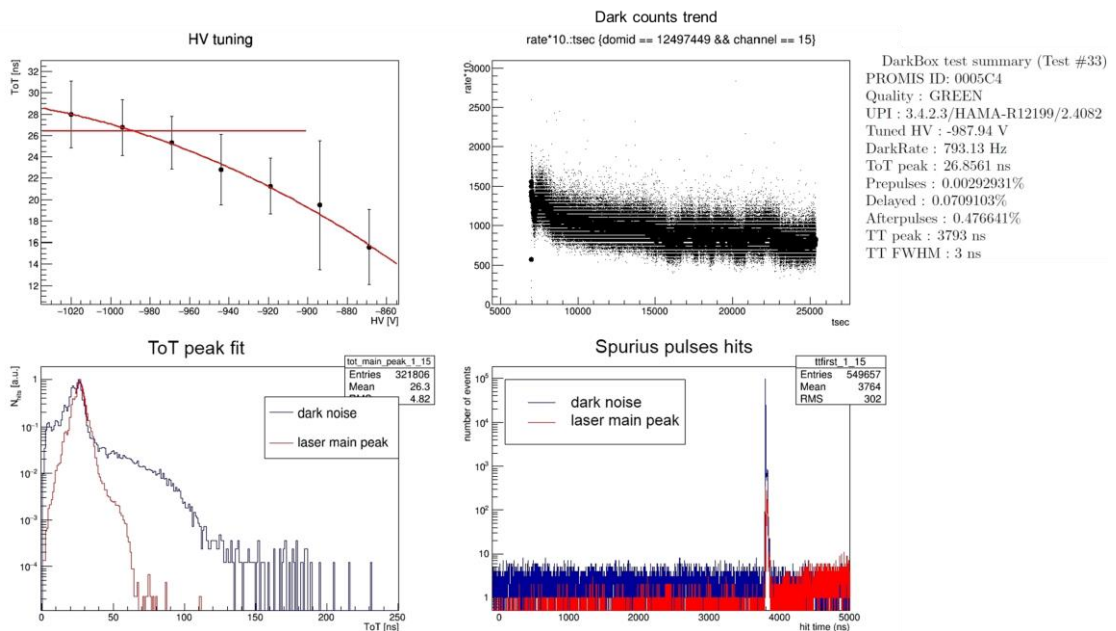 HV tuning
ToT [ns]
32
30
28
26
24
22
20
18
16
14
12
−1020 −1000 −980 −960 −940 −920 −900 −880 −860
HV [V]
Dark counts trend
rate*10.:tsec {domid == 12497449 && channel == 15}
rate*10.
3000
2500
2000
1500
1000
500
0
5000 10000 15000 20000 25000
tsec
DarkBox test summary (Test #33)
PROMIS ID: 0005C4
Quality : GREEN
UPI : 3.4.2.3/HAMA-R12199/2.4082
Tuned HV : -987.94 V
DarkRate : 793.13 Hz
ToT peak : 26.8561 ns
Prepulses : 0.00292931%
Delayed : 0.0709103%
Afterpulses : 0.476641%
TT peak : 3793 ns
TT FWHM : 3 ns
ToT peak fit
tot_main_peak_1_15
Entries 321806
Mean 26.3
RMS 4.82
dark noise
laser main peak
N_hits [a.u.]
1
10⁻¹
10⁻²
10⁻³
10⁻⁴
0 50 100 150 200 250
ToT [ns]
Spurius pulses hits
ttfirst_1_15
Entries 549657
Mean 3764
RMS 302
dark noise
laser main peak
number of events
10⁵
10⁴
10³
10²
10
1
0 1000 2000 3000 4000 5000
hit time (ns)